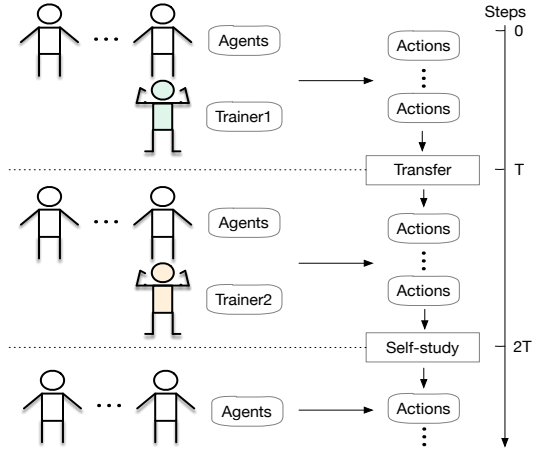 Steps
0
Agents
Actions
Trainer1
Actions
Transfer
T
Agents
Actions
Trainer2
Actions
Self-study
2T
Agents
Actions